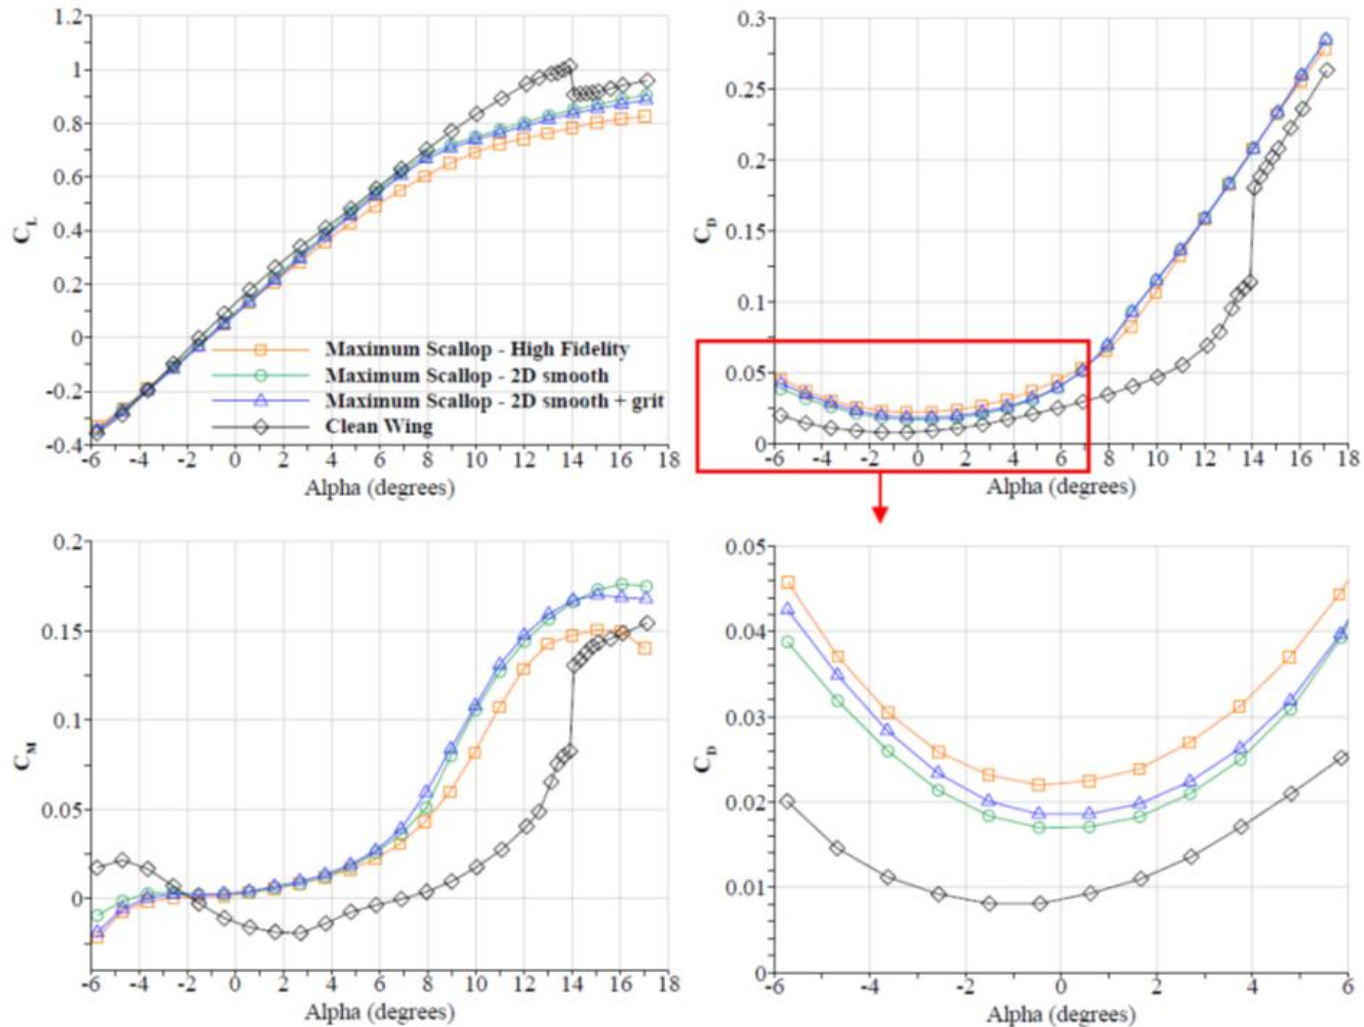 1.2
1
0.8
0.6
0.4
0.2
0
-0.2
-0.4
C_L
-6 -4 -2 0 2 4 6 8 10 12 14 16 18
Alpha (degrees)
Maximum Scallop - High Fidelity
Maximum Scallop - 2D smooth
Maximum Scallop - 2D smooth + grit
Clean Wing
0.3
0.25
0.2
0.15
0.1
0.05
0
C_D
-6 -4 -2 0 2 4 6 8 10 12 14 16 18
Alpha (degrees)
0.2
0.15
0.1
0.05
0
C_M
-6 -4 -2 0 2 4 6 8 10 12 14 16 18
Alpha (degrees)
0.05
0.04
0.03
0.02
0.01
0
C_D
-6 -4 -2 2 4 6
Alpha (degrees)